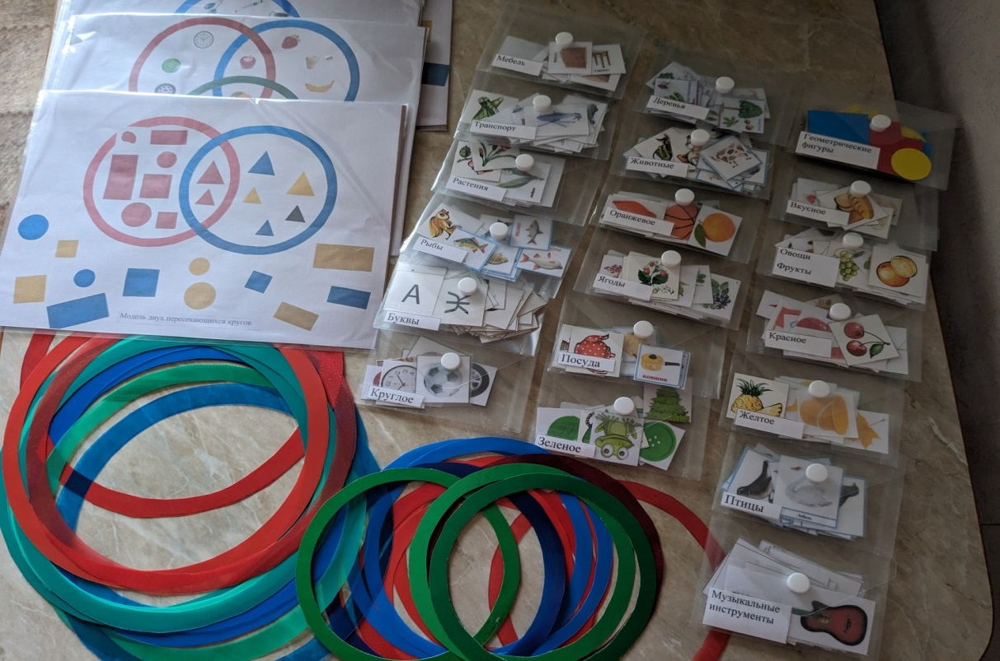 Модель двух пересекающихся кругов
Мебель
Транспорт
Растения
Рыбы
Буквы
А
Ж
Круглое
Деревья
Животные
Оранжевое
Ягоды
Посуда
ковшик
Зеленое
Геометрические
фигуры
Вкусное
Овощи
Фрукты
Красное
Желтое
Птицы
Музыкальные
инструменты